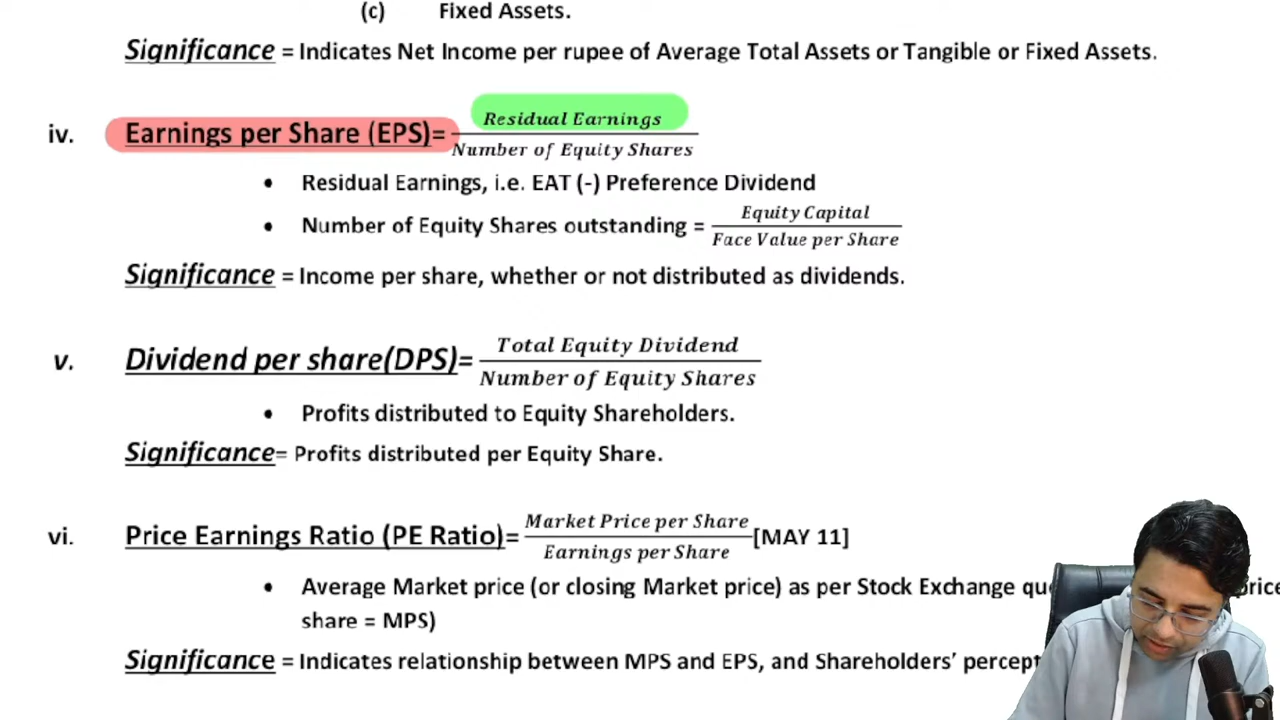 (c) Fixed Assets.
Significance = Indicates Net Income per rupee of Average Total Assets or Tangible or Fixed Assets.
iv. Earnings per Share (EPS)= Residual Earnings
Number of Equity Shares
• Residual Earnings, i.e. EAT (-) Preference Dividend
• Number of Equity Shares outstanding = Equity Capital
Face Value per Share
Significance = Income per share, whether or not distributed as dividends.
v. Dividend per share(DPS)= Total Equity Dividend
Number of Equity Shares
• Profits distributed to Equity Shareholders.
Significance= Profits distributed per Equity Share.
vi. Price Earnings Ratio (PE Ratio)= Market Price per Share [MAY 11]
Earnings per Share
• Average Market price (or closing Market price) as per Stock Exchange
share = MPS)
Significance = Indicates relationship between MPS and EPS, and Shareholders'